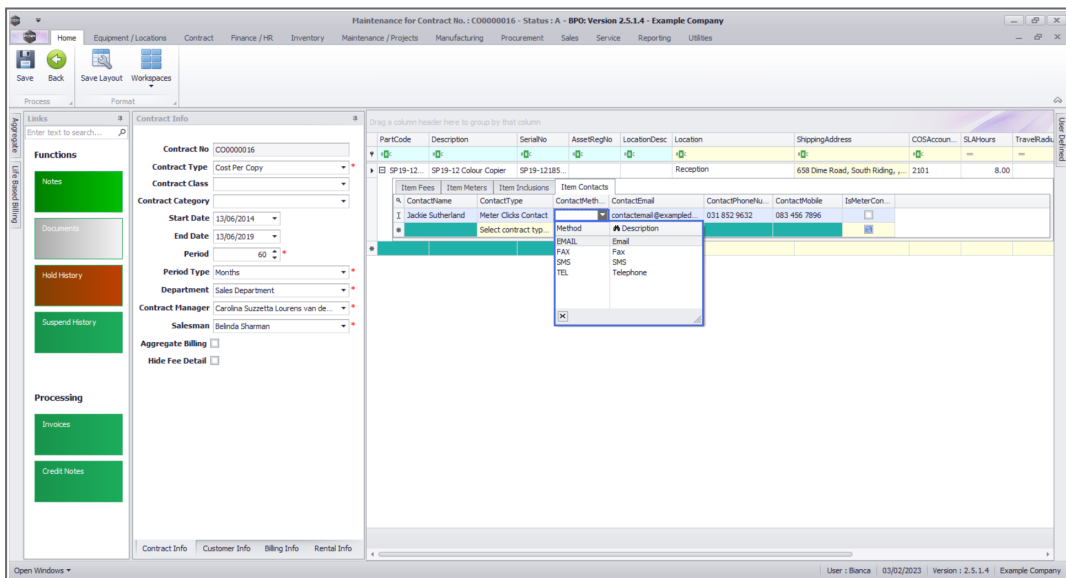 Maintenance for Contract No. : CO0000016 - Status : A - BPO: Version 2.5.1.4 - Example Company
Home Equipment / Locations Contract Finance / HR Inventory Maintenance / Projects Manufacturing Procurement Sales Service Reporting Utilities
Save Back Save Layout Workspaces
Process Format
Links
Enter text to search...
Functions
Notes
Documents
Hold History
Suspend History
Processing
Invoices
Credit Notes
Aggregate
Life Based Billing
Contract Info
Contract No CO0000016
Contract Type Cost Per Copy *
Contract Class
Contract Category
Start Date 13/06/2014
End Date 13/06/2019
Period 60 *
Period Type Months *
Department Sales Department *
Contract Manager Carolina Suzzetta Lourens van de... *
Salesman Belinda Sharman *
Aggregate Billing
Hide Fee Detail
Contract Info Customer Info Billing Info Rental Info
Drag a column header here to group by that column
PartCode Description SerialNo AssetRegNo LocationDesc Location ShippingAddress COSAccoun... SLAHours TravelRadiu
SP19-12... SP19-12 Colour Copier SP19-12185... Reception 658 Dime Road, South Riding, ,... 2101 8.00
Item Fees Item Meters Item Inclusions Item Contacts
ContactName ContactType ContactMeth... ContactEmail ContactPhoneNu... ContactMobile IsMeterCon...
Jackie Sutherland Meter Clicks Contact contactemail@exampled... 031 852 9632 083 456 7896
Select contract typ...
Method Description
EMAIL Email
FAX Fax
SMS SMS
TEL Telephone
User Defined
Open Windows
User : Bianca 03/02/2023 Version : 2.5.1.4 Example Company